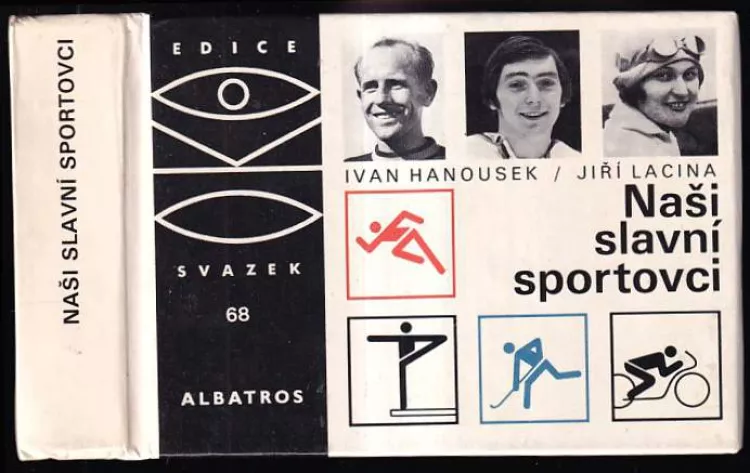 NAŠI SLAVNÍ SPORTOVCI
EDICE
SVAZEK
68
ALBATROS
IVAN HANOUSEK / JIŘÍ LACINA
Naši
slavní
sportovci